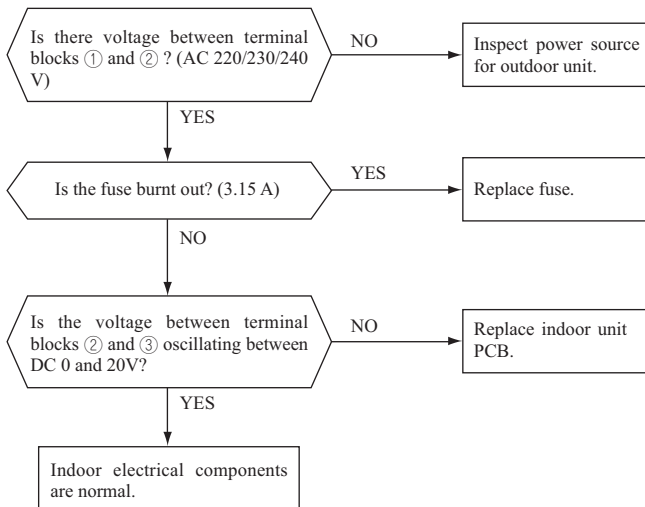 Is there voltage between terminal
blocks ① and ② ? (AC 220/230/240
V)
NO
Inspect power source
for outdoor unit.
YES
Is the fuse burnt out? (3.15 A)
YES
Replace fuse.
NO
Is the voltage between terminal
blocks ② and ③ oscillating between
DC 0 and 20V?
NO
Replace indoor unit
PCB.
YES
Indoor electrical components
are normal.